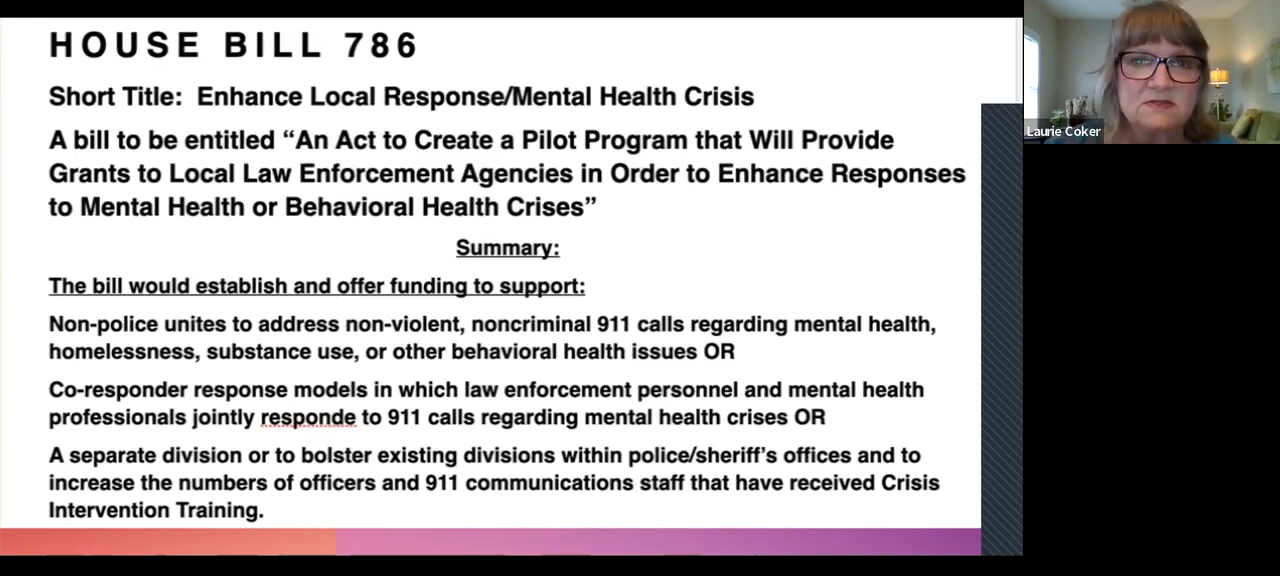 HOUSE BILL 786
Short Title: Enhance Local Response/Mental Health Crisis
A bill to be entitled “An Act to Create a Pilot Program that Will Provide
Grants to Local Law Enforcement Agencies in Order to Enhance Responses
to Mental Health or Behavioral Health Crises”
Summary:
The bill would establish and offer funding to support:
Non-police unites to address non-violent, noncriminal 911 calls regarding mental health,
homelessness, substance use, or other behavioral health issues OR
Co-responder response models in which law enforcement personnel and mental health
professionals jointly responde to 911 calls regarding mental health crises OR
A separate division or to bolster existing divisions within police/sheriff’s offices and to
increase the numbers of officers and 911 communications staff that have received Crisis
Intervention Training.
Laurie Coker